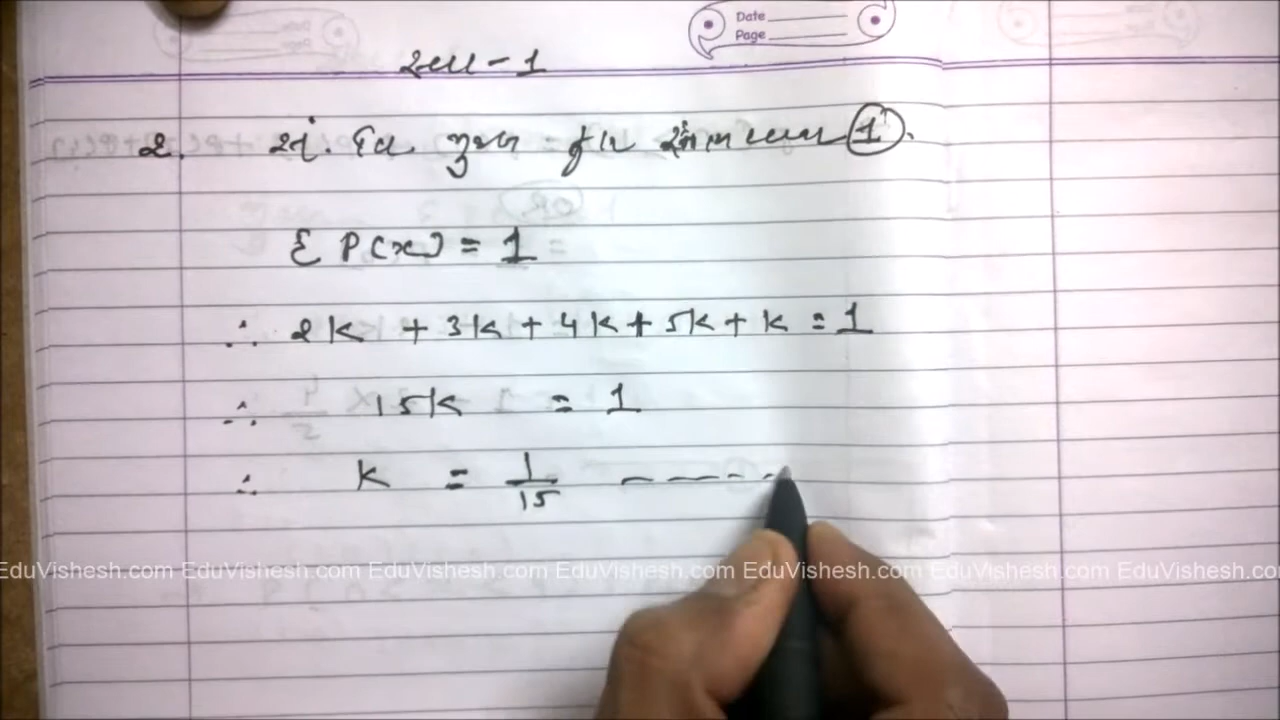 Date
Page
સ્વા - 1
2. સં. વિ. મુજબ કુલ સંભાવના 1.
Σ P(x) = 1
∴ 2K + 3K + 4K + 5K + K = 1
∴ 15K = 1
∴ K = 1/15 -----
EduVishesh.com EduVishesh.com EduVishesh.com EduVishesh.com EduVishesh.com EduVishesh.com EduVishesh.com